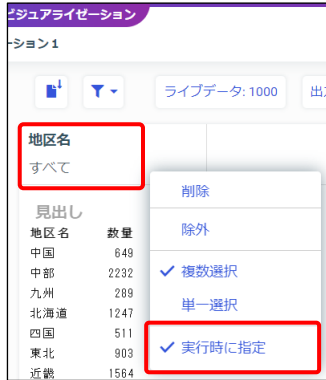 ビジュアライゼーション
ーション1
ライブデータ: 1000
地区名
すべて
見出し
地区名 数量
中国 649
中部 2232
九州 289
北海道 1247
四国 511
東北 903
近畿 1564
削除
除外
✓ 複数選択
単一選択
✓ 実行時に指定